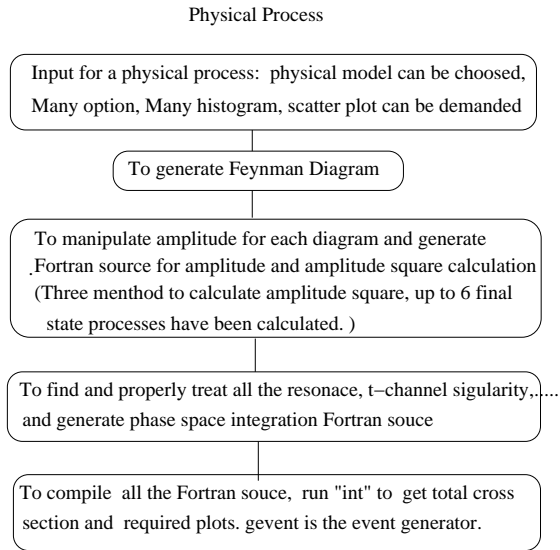 Physical Process
Input for a physical process: physical model can be choosed,
Many option, Many histogram, scatter plot can be demanded
To generate Feynman Diagram
To manipulate amplitude for each diagram and generate
.Fortran source for amplitude and amplitude square calculation
(Three menthod to calculate amplitude square, up to 6 final
state processes have been calculated. )
To find and properly treat all the resonace, t−channel sigularity,.....
and generate phase space integration Fortran souce
To compile all the Fortran souce, run "int" to get total cross
section and required plots. gevent is the event generator.